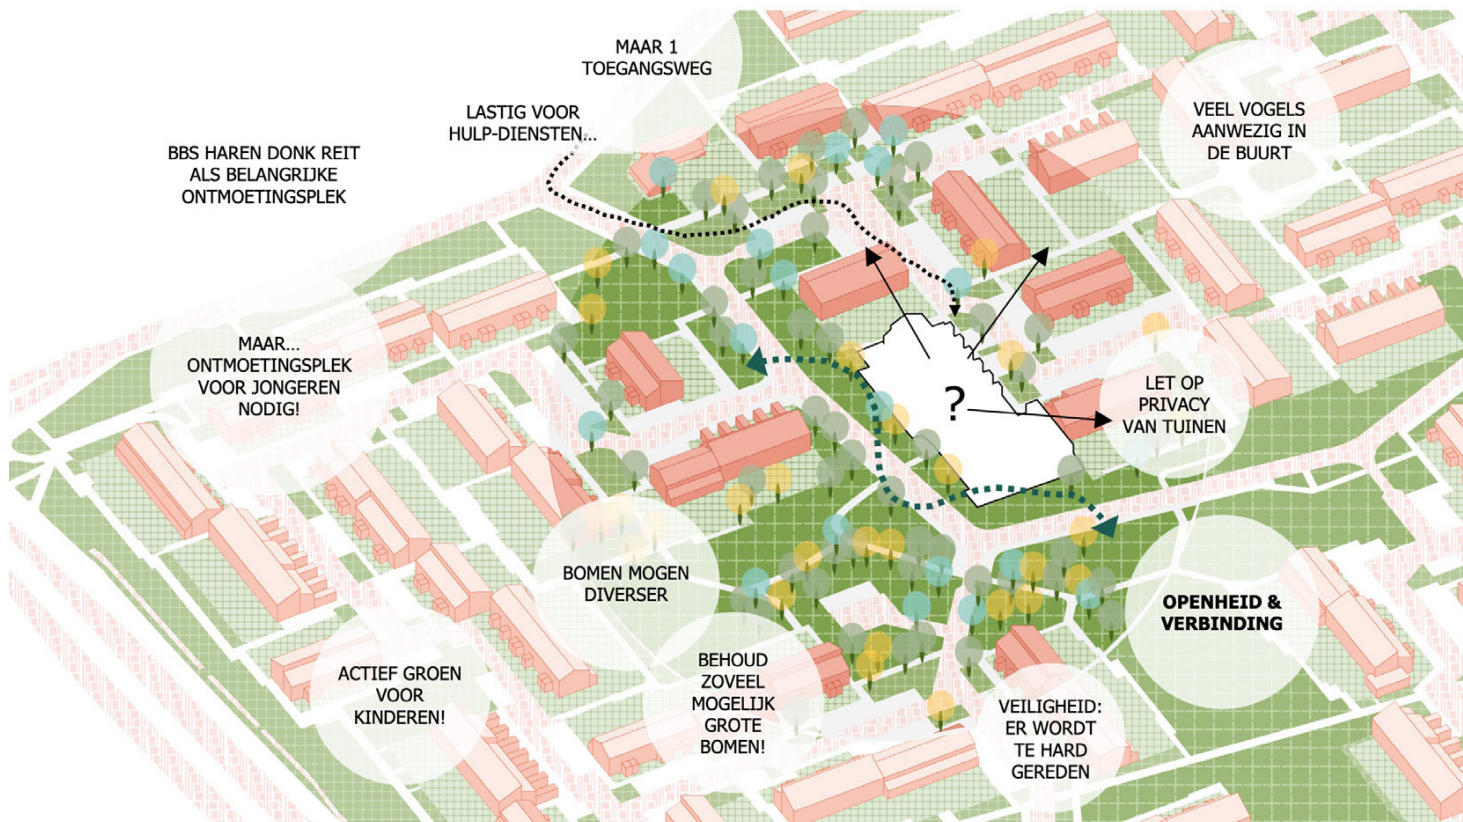 MAAR 1
TOEGANGSWEG
LASTIG VOOR
HULP-DIENSTEN...
BBS HAREN DONK REIT
ALS BELANGRIJKE
ONTMOETINGSPLEK
VEEL VOGELS
AANWEZIG IN
DE BUURT
MAAR...
ONTMOETINGSPLEK
VOOR JONGEREN
NODIG!
?
LET OP
PRIVACY
VAN TUINEN
BOMEN MOGEN
DIVERSER
OPENHEID &
VERBINDING
ACTIEF GROEN
VOOR
KINDEREN!
BEHOUD
ZOVEEL
MOGELIJK
GROTE
BOMEN!
VEILIGHEID:
ER WORDT
TE HARD
GEREDEN